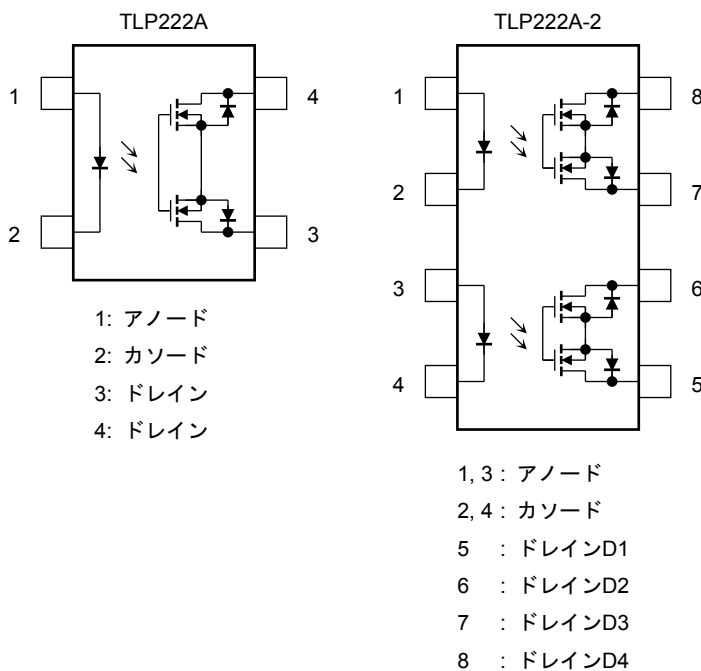 TLP222A
1
2
4
3
1: アノード
2: カソード
3: ドレイン
4: ドレイン
TLP222A-2
1
2
3
4
8
7
6
5
1, 3 : アノード
2, 4 : カソード
5 : ドレインD1
6 : ドレインD2
7 : ドレインD3
8 : ドレインD4